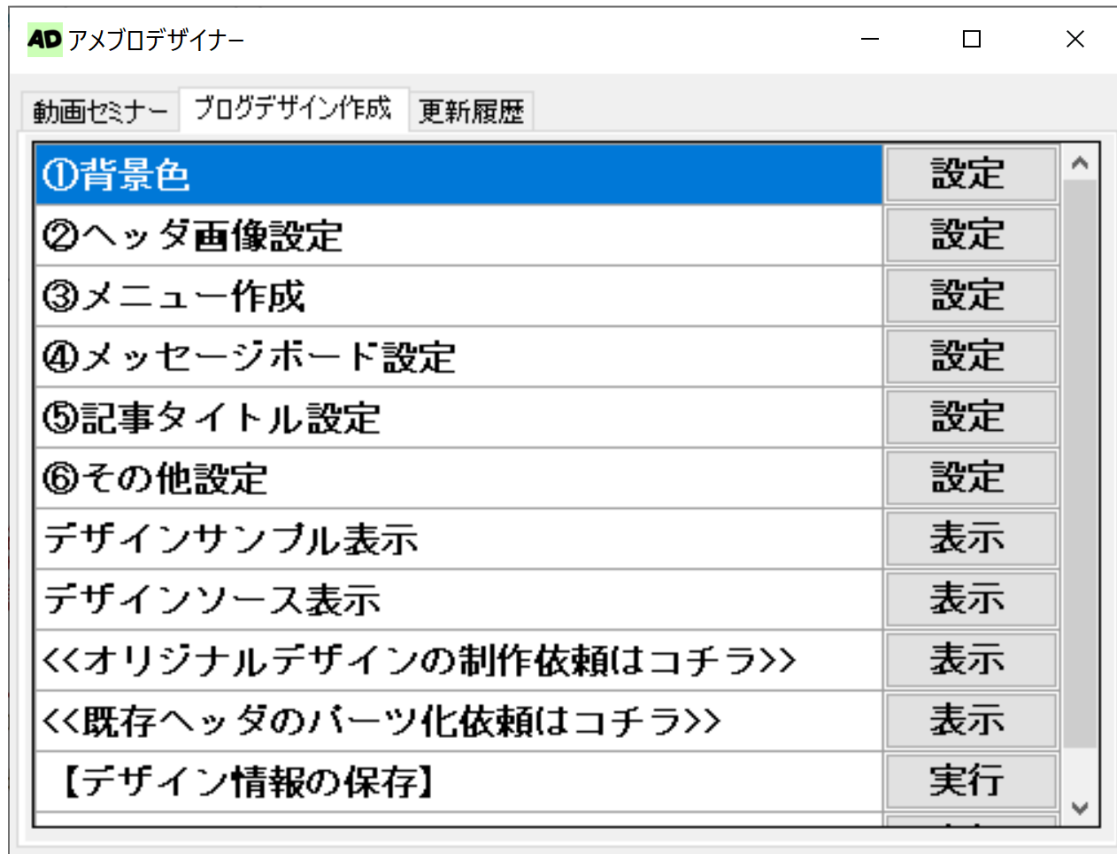 AD アメブロデザイナー
動画セミナー ブログデザイン作成 更新履歴
①背景色 設定
②ヘッダ画像設定 設定
③メニュー作成 設定
④メッセージボード設定 設定
⑤記事タイトル設定 設定
⑥その他設定 設定
デザインサンプル表示 表示
デザインソース表示 表示
<<オリジナルデザインの制作依頼はコチラ>> 表示
<<既存ヘッダのパーツ化依頼はコチラ>> 表示
【デザイン情報の保存】 実行